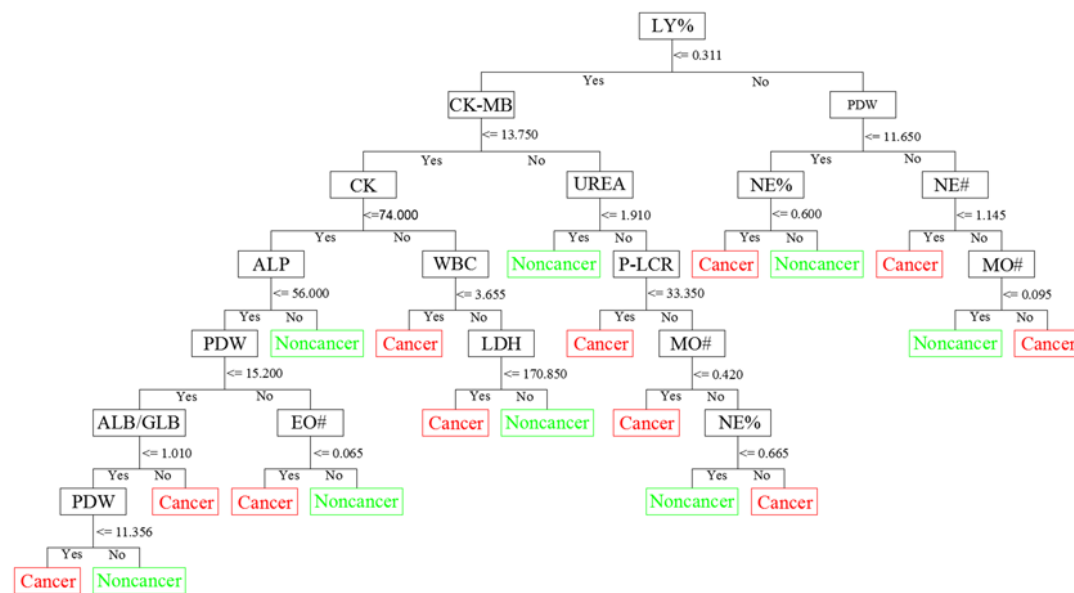 LY%
<= 0.311
Yes No
CK-MB PDW
<= 13.750 <= 11.650
Yes No Yes No
CK UREA NE% NE#
<=74.000 <= 1.910 <= 0.600 <= 1.145
Yes No Yes No Yes No Yes No
ALP WBC Noncancer P-LCR Cancer Noncancer Cancer MO#
<= 56.000 <= 3.655 <= 33.350 <= 0.095
Yes No Yes No Yes No Yes No
PDW Noncancer Cancer LDH Cancer MO# Noncancer Cancer
<= 15.200 <= 170.850 <= 0.420
Yes No Yes No Yes No
ALB/GLB EO# Cancer Noncancer Cancer NE%
<= 1.010 <= 0.065 <= 0.665
Yes No Yes No Yes No
PDW Cancer Cancer Noncancer Noncancer Cancer
<= 11.356
Yes No
Cancer Noncancer